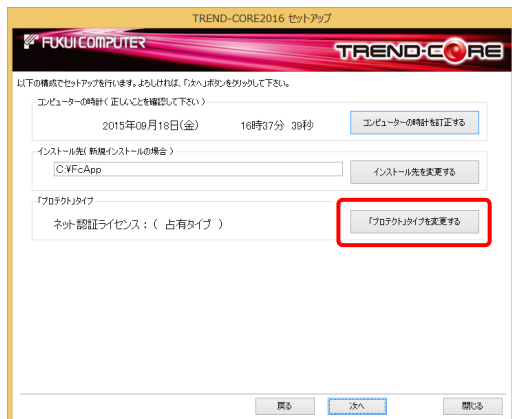 TREND-CORE2016 セットアップ
FUKUI COMPUTER
TREND-CORE
以下の構成でセットアップを行います。よろしければ、「次へ」ボタンをクリックして下さい。
コンピューターの時計( 正しいことを確認して下さい )
2015年09月18日(金) 16時37分 39秒 コンピューターの時計を訂正する
インストール先( 新規インストールの場合 )
C:¥FcApp インストール先を変更する
「プロテクト」タイプ
ネット認証ライセンス : ( 占有タイプ ) 「プロテクト」タイプを変更する
戻る 次へ 閉じる